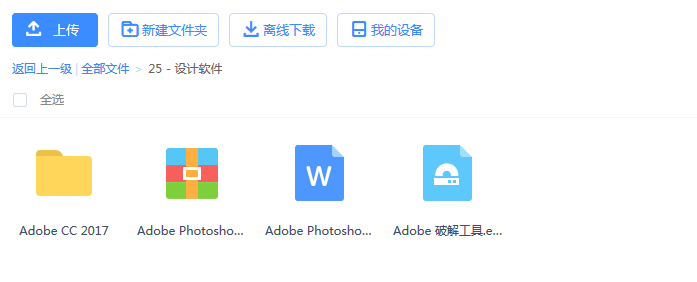 上传 新建文件夹 离线下载 我的设备
返回上一级 | 全部文件 > 25 - 设计软件
全选
W
Adobe CC 2017 Adobe Photosho... Adobe Photosho... Adobe 破解工具.e...